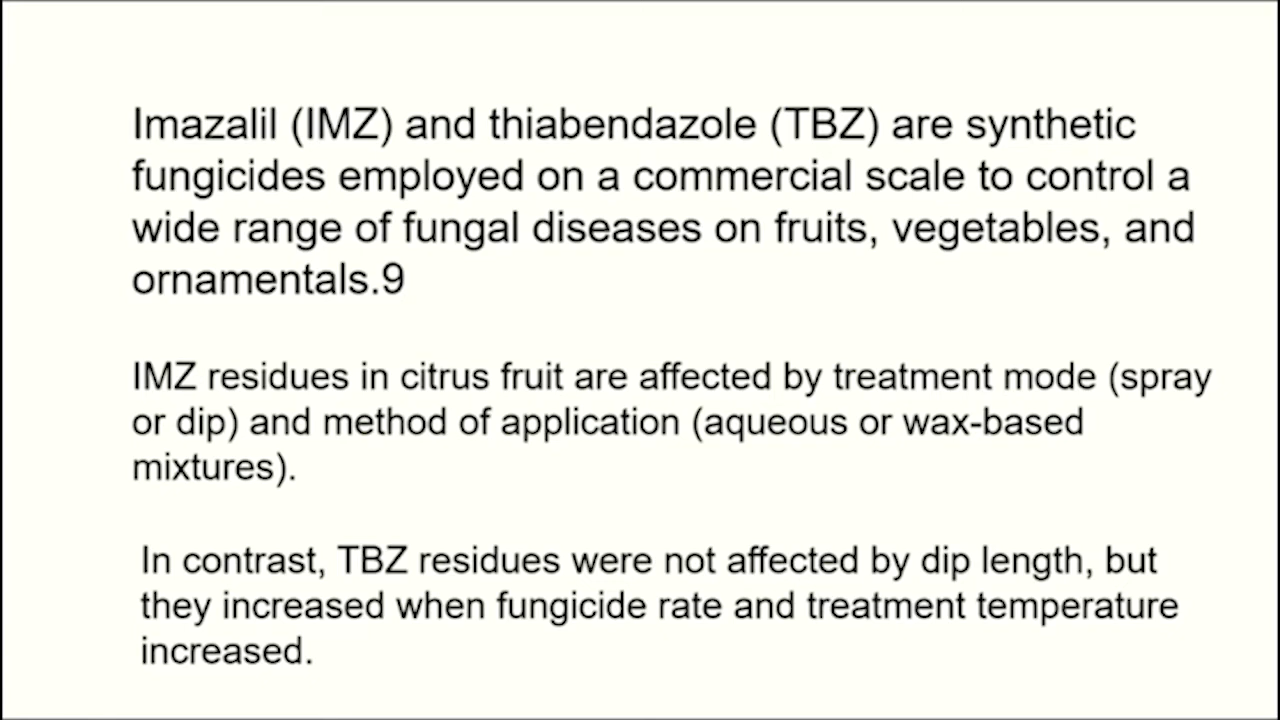 Imazalil (IMZ) and thiabendazole (TBZ) are synthetic
fungicides employed on a commercial scale to control a
wide range of fungal diseases on fruits, vegetables, and
ornamentals.9
IMZ residues in citrus fruit are affected by treatment mode (spray
or dip) and method of application (aqueous or wax-based
mixtures).
In contrast, TBZ residues were not affected by dip length, but
they increased when fungicide rate and treatment temperature
increased.